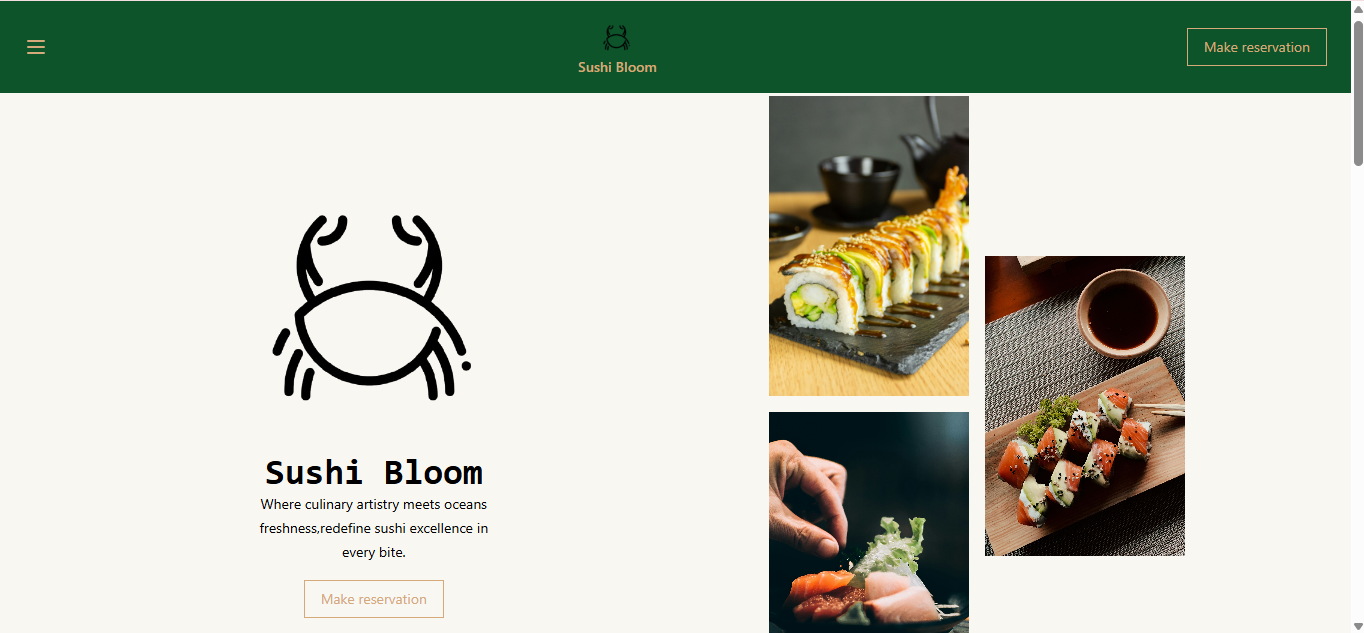 Sushi Bloom
Make reservation
Sushi Bloom
Where culinary artistry meets oceans
freshness,redefine sushi excellence in
every bite.
Make reservation